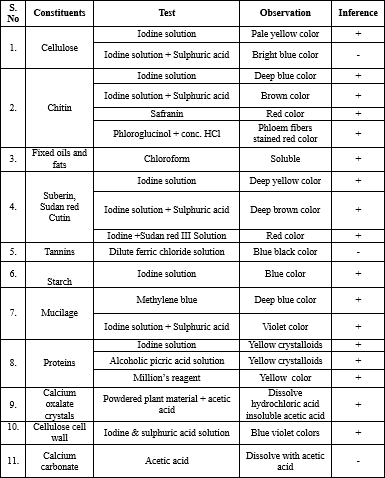 S. No | Constituents | Test | Observation | Inference
1. | Cellulose | Iodine solution | Pale yellow color | +
Iodine solution + Sulphuric acid | Bright blue color | -
2. | Chitin | Iodine solution | Deep blue color | +
Iodine solution + Sulphuric acid | Brown color | +
Safranin | Red color | +
Phloroglucinol + conc. HCl | Phloem fibers stained red color | +
3. | Fixed oils and fats | Chloroform | Soluble | +
4. | Suberin, Sudan red Cutin | Iodine solution | Deep yellow color | +
Iodine solution + Sulphuric acid | Deep brown color | +
Iodine +Sudan red III Solution | Red color | +
5. | Tannins | Dilute ferric chloride solution | Blue black color | -
6. | Starch | Iodine solution | Blue color | +
7. | Mucilage | Methylene blue | Deep blue color | +
Iodine solution + Sulphuric acid | Violet color | +
8. | Proteins | Iodine solution | Yellow crystalloids | +
Alcoholic picric acid solution | Yellow crystalloids | +
Million’s reagent | Yellow color | +
9. | Calcium oxalate crystals | Powdered plant material + acetic acid | Dissolve hydrochloric acid insoluble acetic acid | +
10. | Cellulose cell wall | Iodine & sulphuric acid solution | Blue violet colors | +
11. | Calcium carbonate | Acetic acid | Dissolve with acetic acid | -